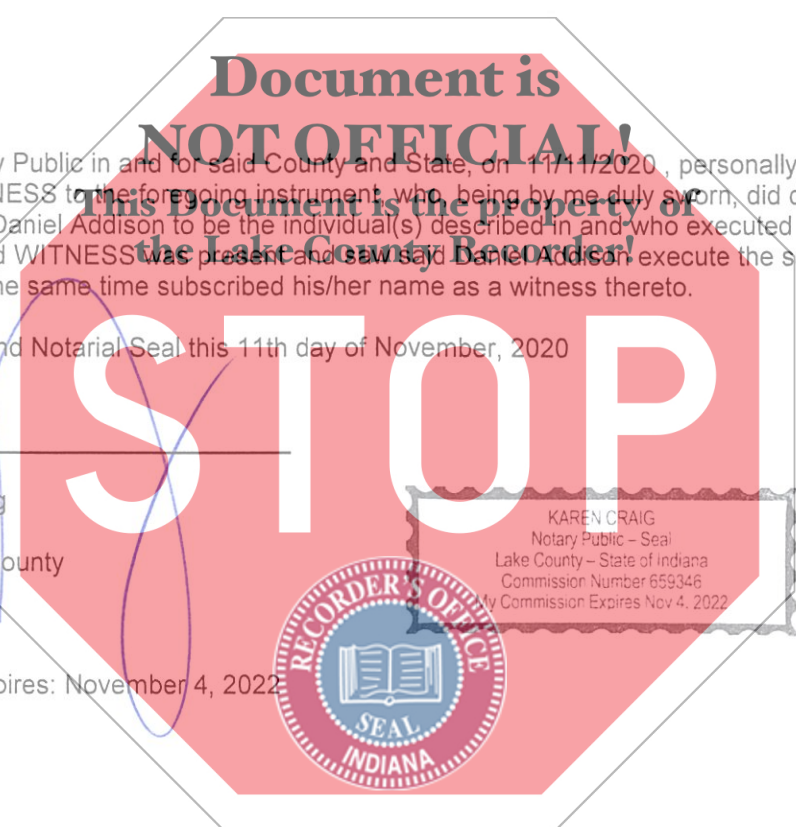 Document is
NOT OFFICIAL!
This Document is the property of
the Lake County Recorder!
Public in and for said County and State, on 11/11/2020 , personally
NESS to the foregoing instrument, who, being by me duly sworn, did
Daniel Addison to be the individual(s) described in and who executed
WITNESS was present and saw said Daniel Addison execute the s
he same time subscribed his/her name as a witness thereto.
nd Notarial Seal this 11th day of November, 2020
STOP
g
ounty
KAREN CRAIG
Notary Public – Seal
Lake County – State of Indiana
Commission Number 659346
My Commission Expires Nov 4, 2022
pires: November 4, 2022
RECORDER'S OFFICE
SEAL
INDIANA